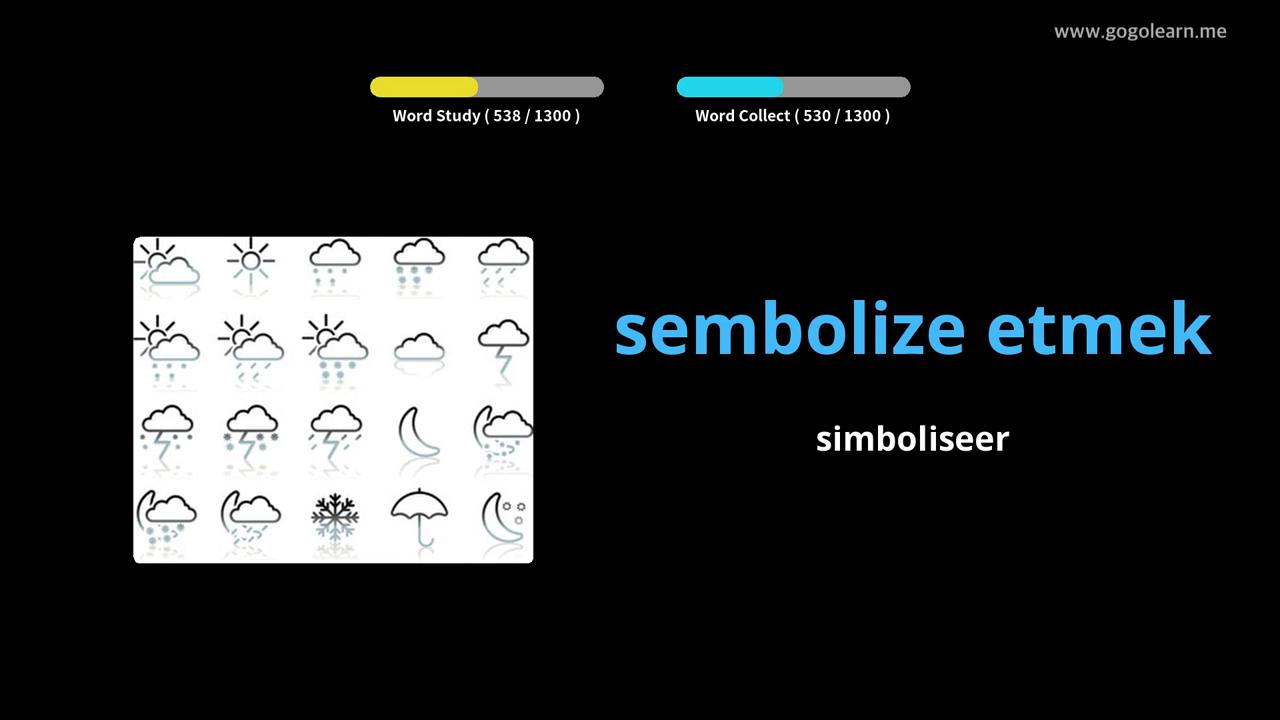 www.gogolearn.me
Word Study ( 538 / 1300 )
Word Collect ( 530 / 1300 )
sembolize etmek
simboliseer